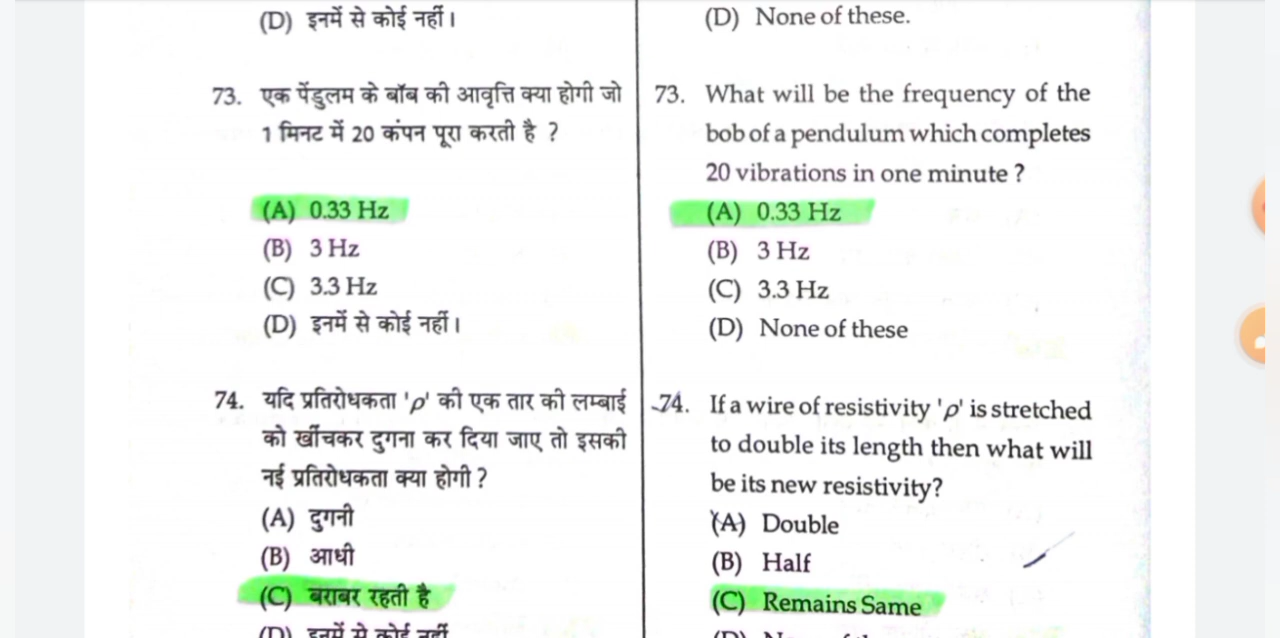 (D) इनमें से कोई नहीं।
73. एक पेंडुलम के बॉब की आवृत्ति क्या होगी जो
1 मिनट में 20 कंपन पूरा करती है ?
(A) 0.33 Hz
(B) 3 Hz
(C) 3.3 Hz
(D) इनमें से कोई नहीं।
74. यदि प्रतिरोधकता 'ρ' की एक तार की लम्बाई
को खींचकर दुगना कर दिया जाए तो इसकी
नई प्रतिरोधकता क्या होगी ?
(A) दुगनी
(B) आधी
(C) बराबर रहती है
(D) इनमें से कोई नहीं
(D) None of these.
73. What will be the frequency of the
bob of a pendulum which completes
20 vibrations in one minute ?
(A) 0.33 Hz
(B) 3 Hz
(C) 3.3 Hz
(D) None of these
74. If a wire of resistivity 'ρ' is stretched
to double its length then what will
be its new resistivity?
(A) Double
(B) Half
(C) Remains Same
(D)